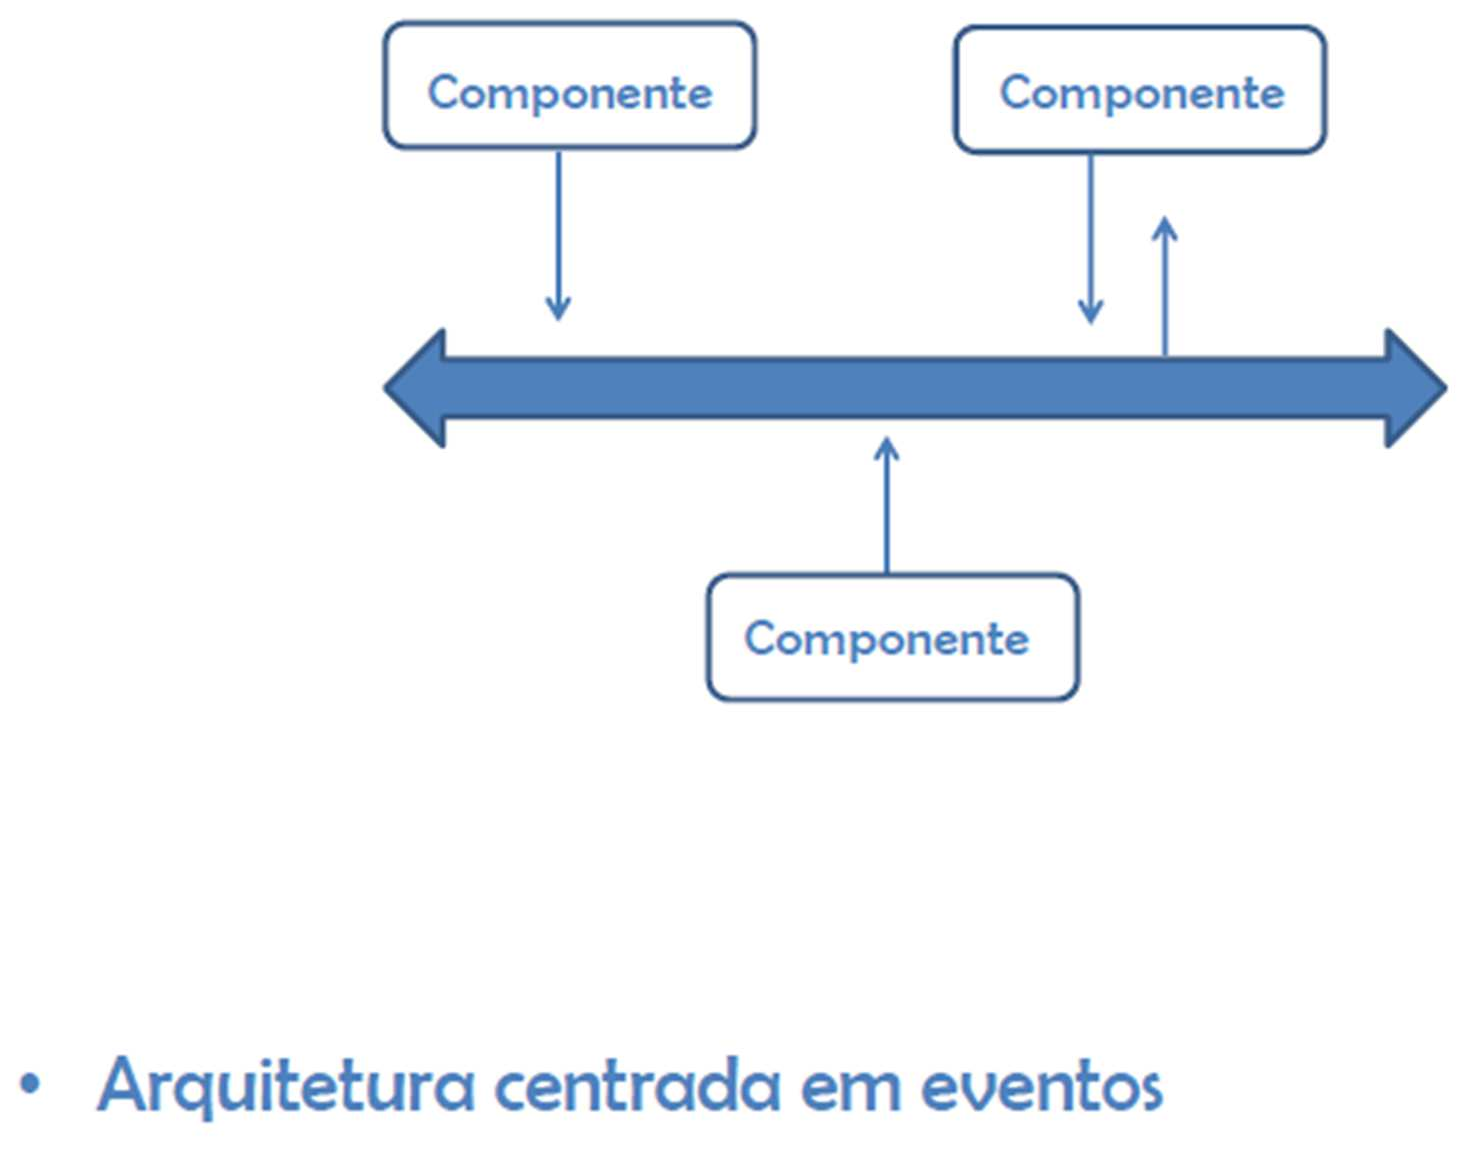 Componente
Componente
Componente
• Arquitetura centrada em eventos